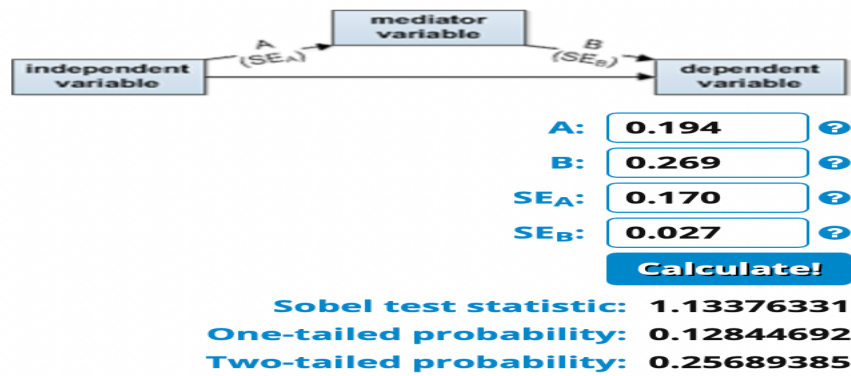 mediator
variable
A
(SEA)
B
(SEB)
independent
variable
dependent
variable
A: 0.194 ?
B: 0.269 ?
SEA: 0.170 ?
SEB: 0.027 ?
Calculate!
Sobel test statistic: 1.13376331
One-tailed probability: 0.12844692
Two-tailed probability: 0.25689385